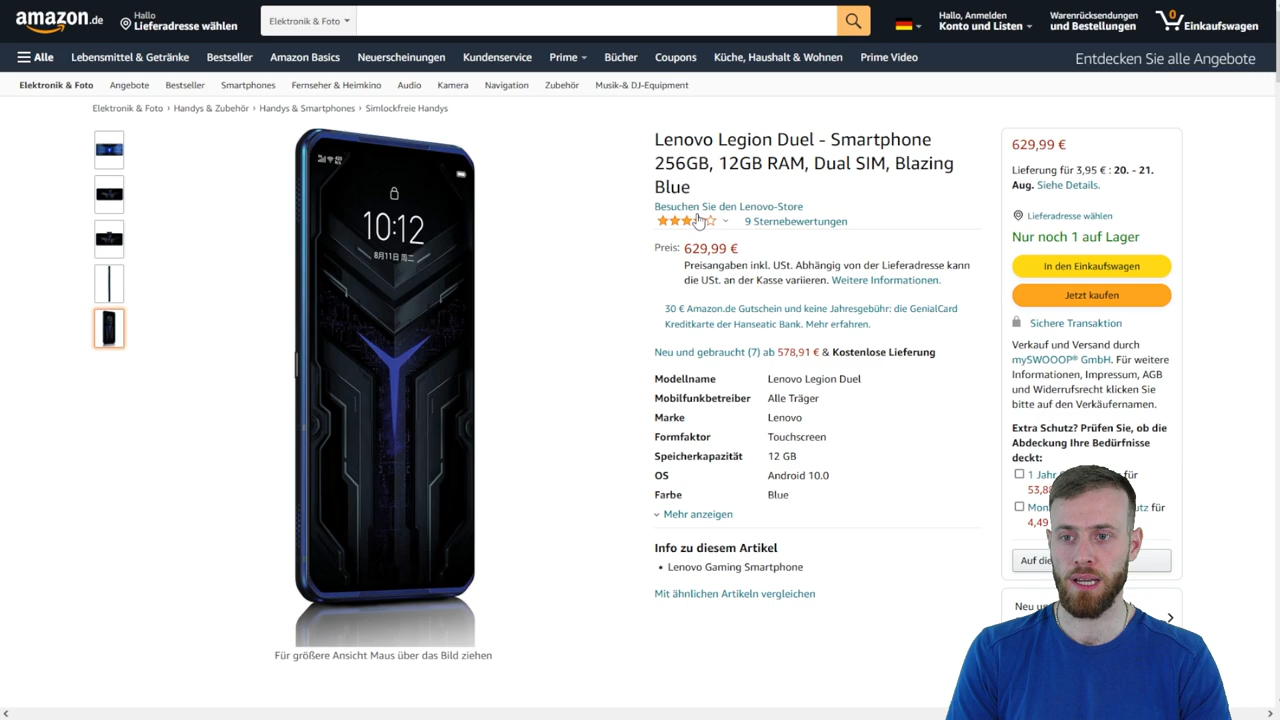 amazon.de
Hallo
Lieferadresse wählen
Elektronik & Foto
Hallo, Anmelden
Konto und Listen
Warenrücksendungen
und Bestellungen
0
Einkaufswagen
Alle
Lebensmittel & Getränke
Bestseller
Amazon Basics
Neuerscheinungen
Kundenservice
Prime
Bücher
Coupons
Küche, Haushalt & Wohnen
Prime Video
Entdecken Sie alle Angebote
Elektronik & Foto
Angebote
Bestseller
Smartphones
Fernseher & Heimkino
Audio
Kamera
Navigation
Zubehör
Musik-& DJ-Equipment
Elektronik & Foto › Handys & Zubehör › Handys & Smartphones › Simlockfreie Handys
10:12
8月11日 周二
Für größere Ansicht Maus über das Bild ziehen
Lenovo Legion Duel - Smartphone
256GB, 12GB RAM, Dual SIM, Blazing
Blue
Besuchen Sie den Lenovo-Store
9 Sternebewertungen
Preis: 629,99 €
Preisangaben inkl. USt. Abhängig von der Lieferadresse kann
die USt. an der Kasse variieren. Weitere Informationen.
30 € Amazon.de Gutschein und keine Jahresgebühr: die GenialCard
Kreditkarte der Hanseatic Bank. Mehr erfahren.
Neu und gebraucht (7) ab 578,91 € & Kostenlose Lieferung
Modellname Lenovo Legion Duel
Mobilfunkbetreiber Alle Träger
Marke Lenovo
Formfaktor Touchscreen
Speicherkapazität 12 GB
OS Android 10.0
Farbe Blue
Mehr anzeigen
Info zu diesem Artikel
• Lenovo Gaming Smartphone
Mit ähnlichen Artikeln vergleichen
629,99 €
Lieferung für 3,95 € : 20. - 21.
Aug. Siehe Details.
Lieferadresse wählen
Nur noch 1 auf Lager
In den Einkaufswagen
Jetzt kaufen
Sichere Transaktion
Verkauf und Versand durch
mySWOOOP® GmbH. Für weitere
Informationen, Impressum, AGB
und Widerrufsrecht klicken Sie
bitte auf den Verkäufernamen.
Extra Schutz? Prüfen Sie, ob die
Abdeckung Ihre Bedürfnisse
deckt:
1 Jahr für
für
4,49
Auf die
Neu